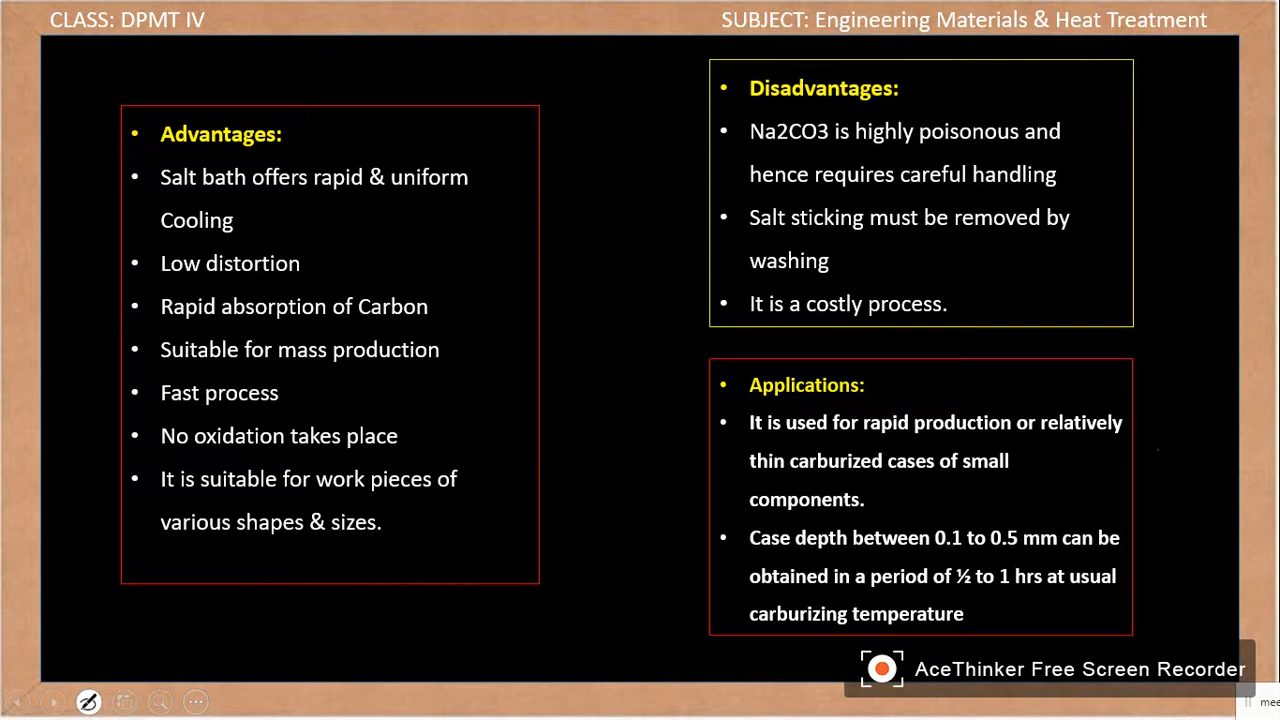 CLASS: DPMT IV
SUBJECT: Engineering Materials & Heat Treatment
• Advantages:
• Salt bath offers rapid & uniform
Cooling
• Low distortion
• Rapid absorption of Carbon
• Suitable for mass production
• Fast process
• No oxidation takes place
• It is suitable for work pieces of
various shapes & sizes.
• Disadvantages:
• Na2CO3 is highly poisonous and
hence requires careful handling
• Salt sticking must be removed by
washing
• It is a costly process.
• Applications:
• It is used for rapid production or relatively
thin carburized cases of small
components.
• Case depth between 0.1 to 0.5 mm can be
obtained in a period of ½ to 1 hrs at usual
carburizing temperature
AceThinker Free Screen Recorder